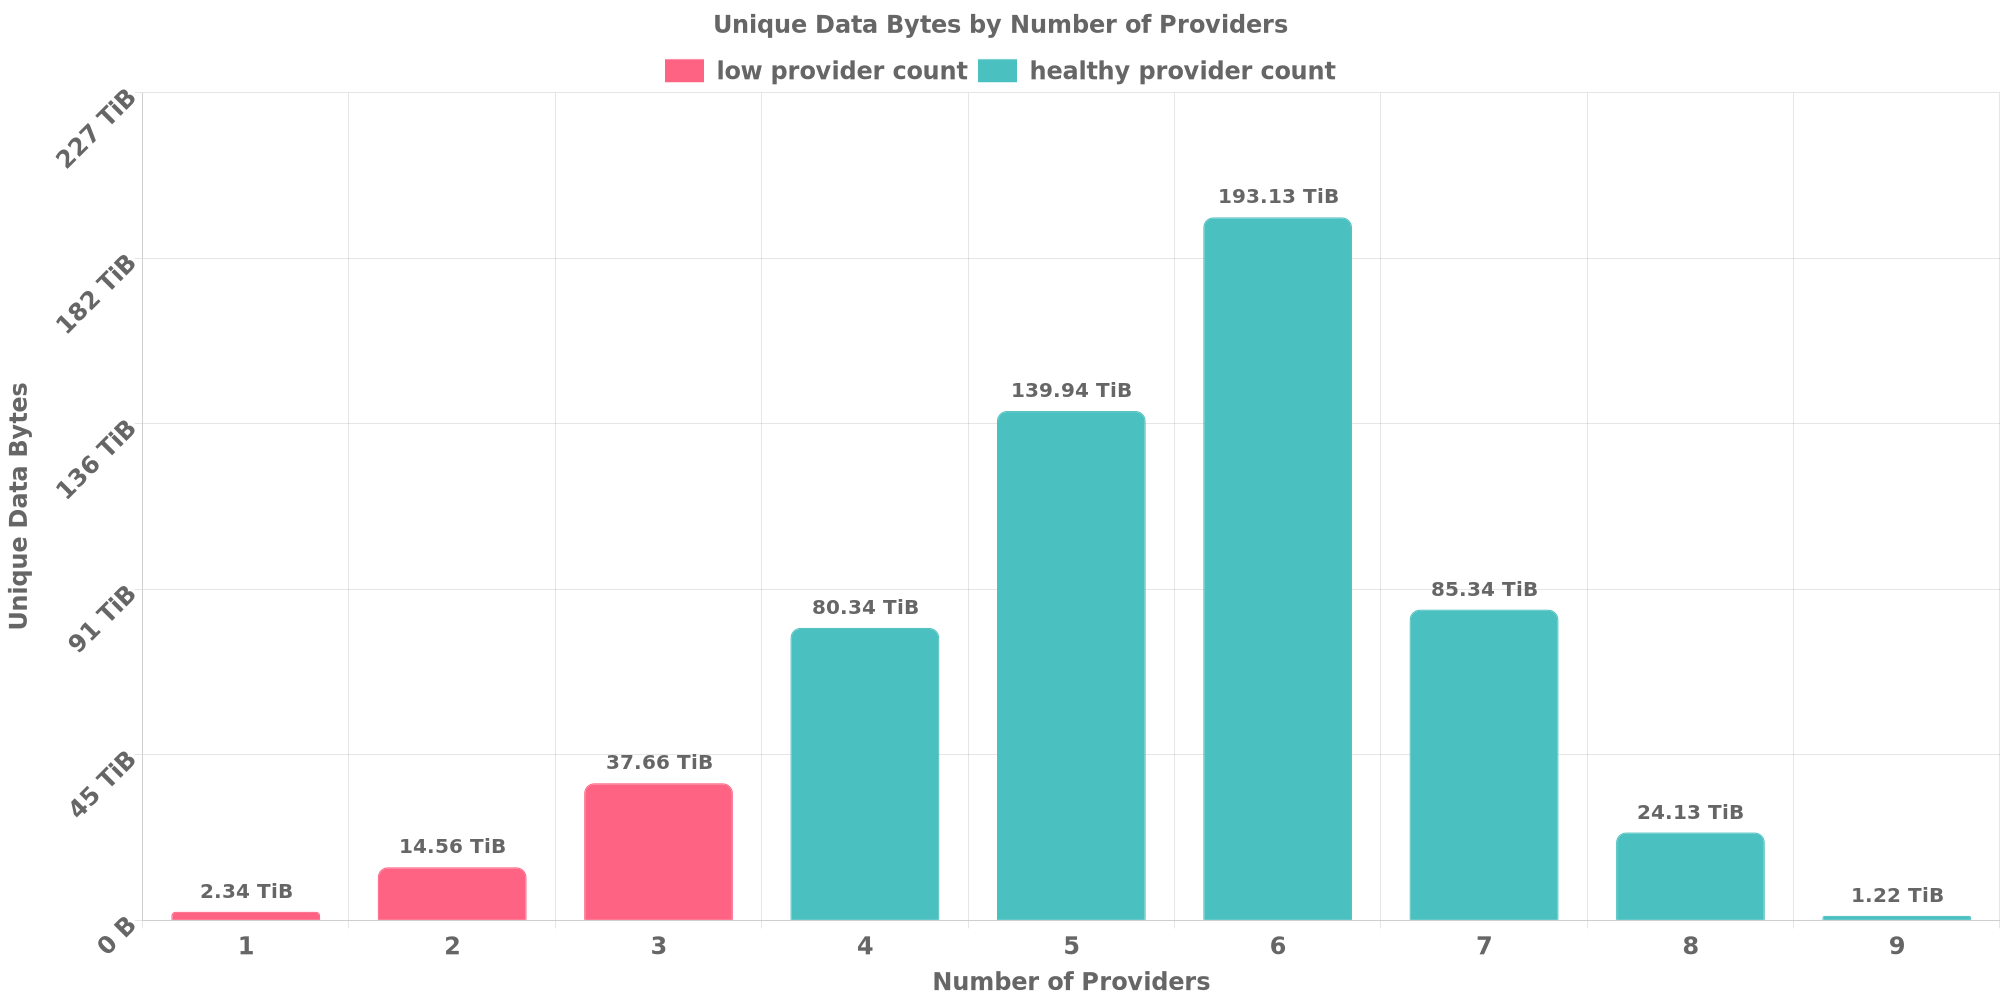 Unique Data Bytes by Number of Providers
low provider count healthy provider count
227 TiB
182 TiB
136 TiB
91 TiB
45 TiB
0 B
Unique Data Bytes
2.34 TiB
14.56 TiB
37.66 TiB
80.34 TiB
139.94 TiB
193.13 TiB
85.34 TiB
24.13 TiB
1.22 TiB
1 2 3 4 5 6 7 8 9
Number of Providers